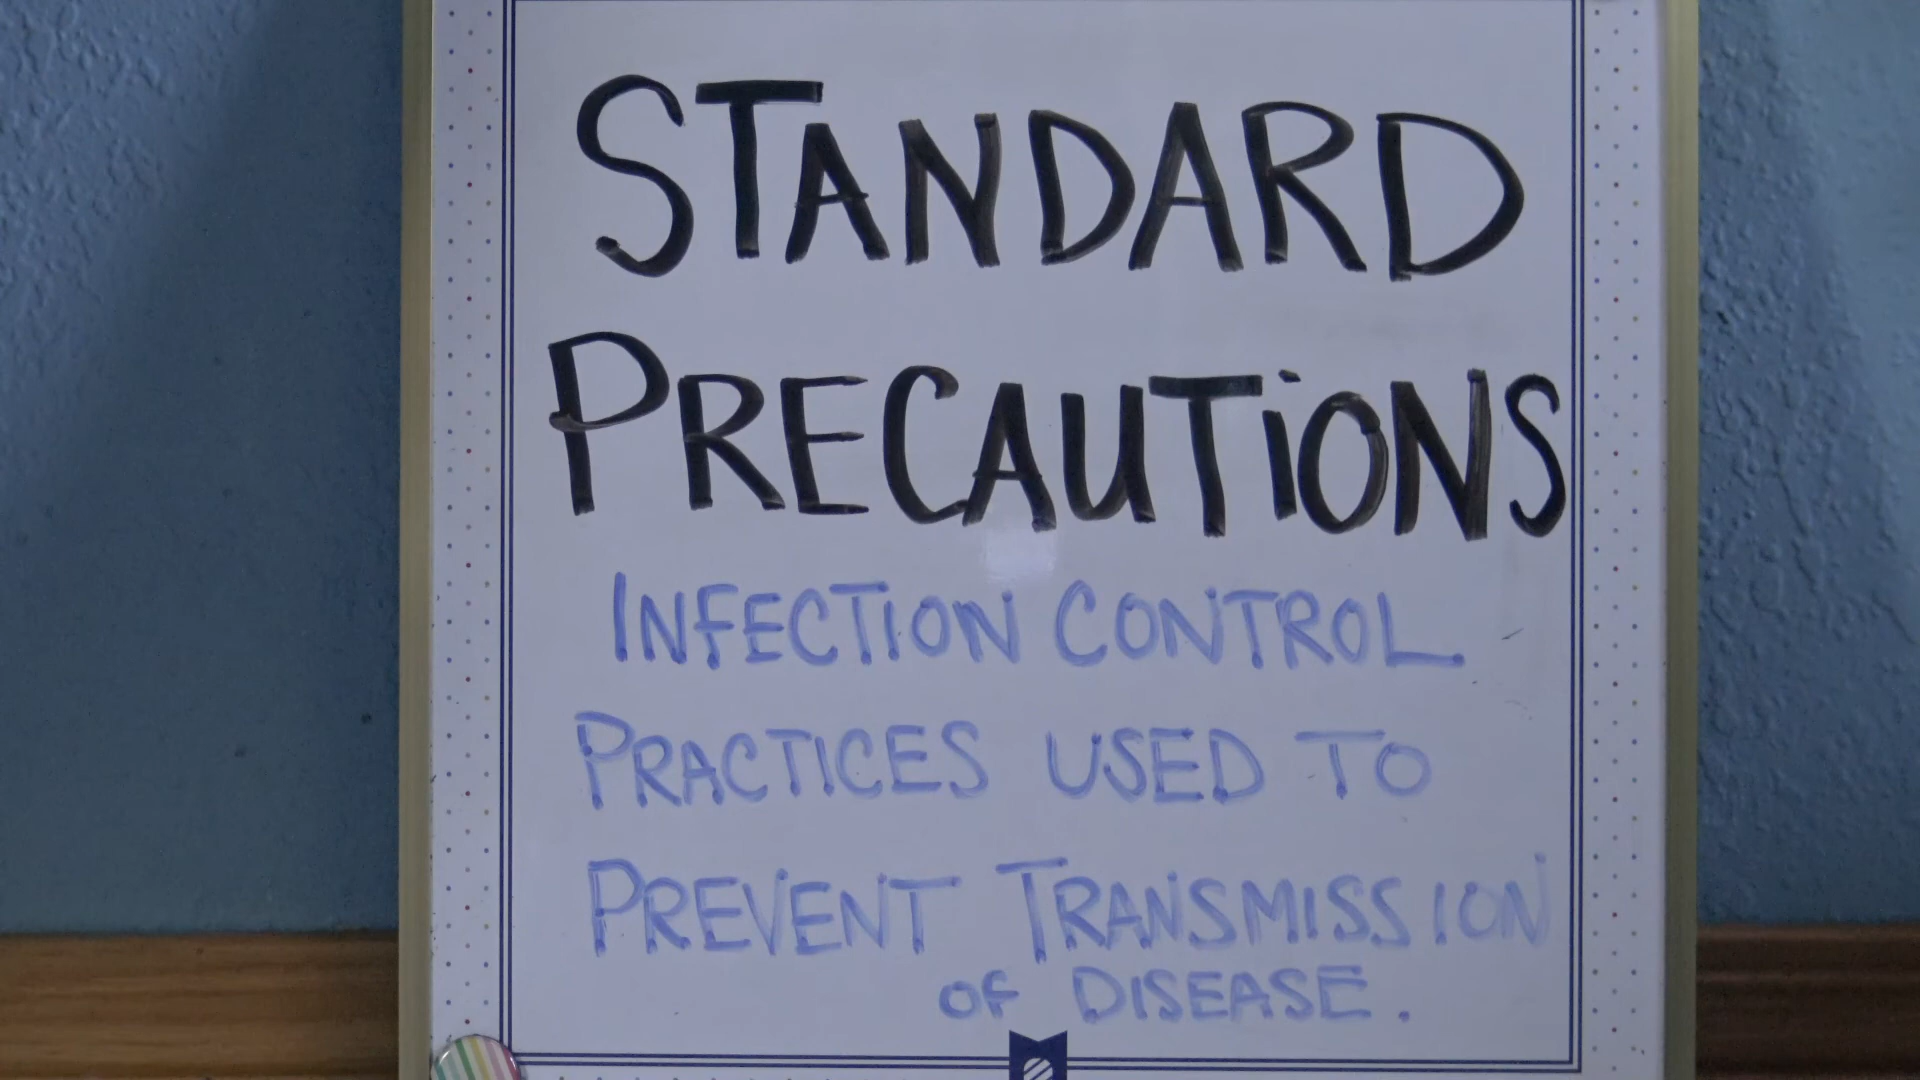 STANDARD
PRECAUTIONS
INFECTION CONTROL
PRACTICES USED TO
PREVENT TRANSMISSION
OF DISEASE.